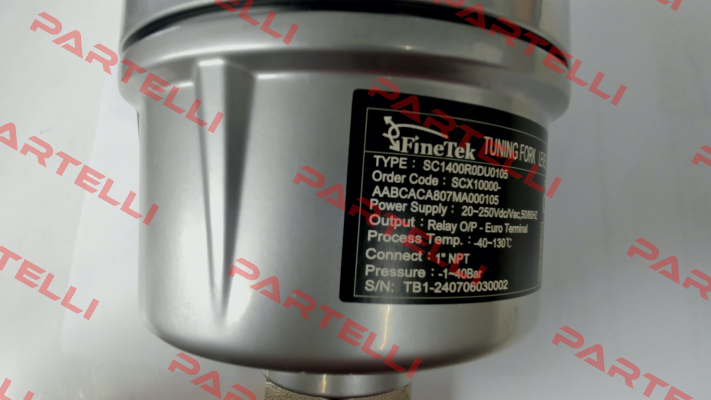 FineTek TUNING FORK
TYPE : SC1400R0DU0105
Order Code : SCX10000-
AABCACA807MA000105
Power Supply : 20~250Vdc/Vac,50/60HZ
Output : Relay O/P - Euro Terminal
Process Temp. : -40~130℃
Connect : 1" NPT
Pressure : -1~40Bar
S/N: TB1-240706030002
PARTELLI
PARTELLI
PARTELLI
PARTELLI
PARTELLI
PARTELLI
PARTELLI
PARTELLI